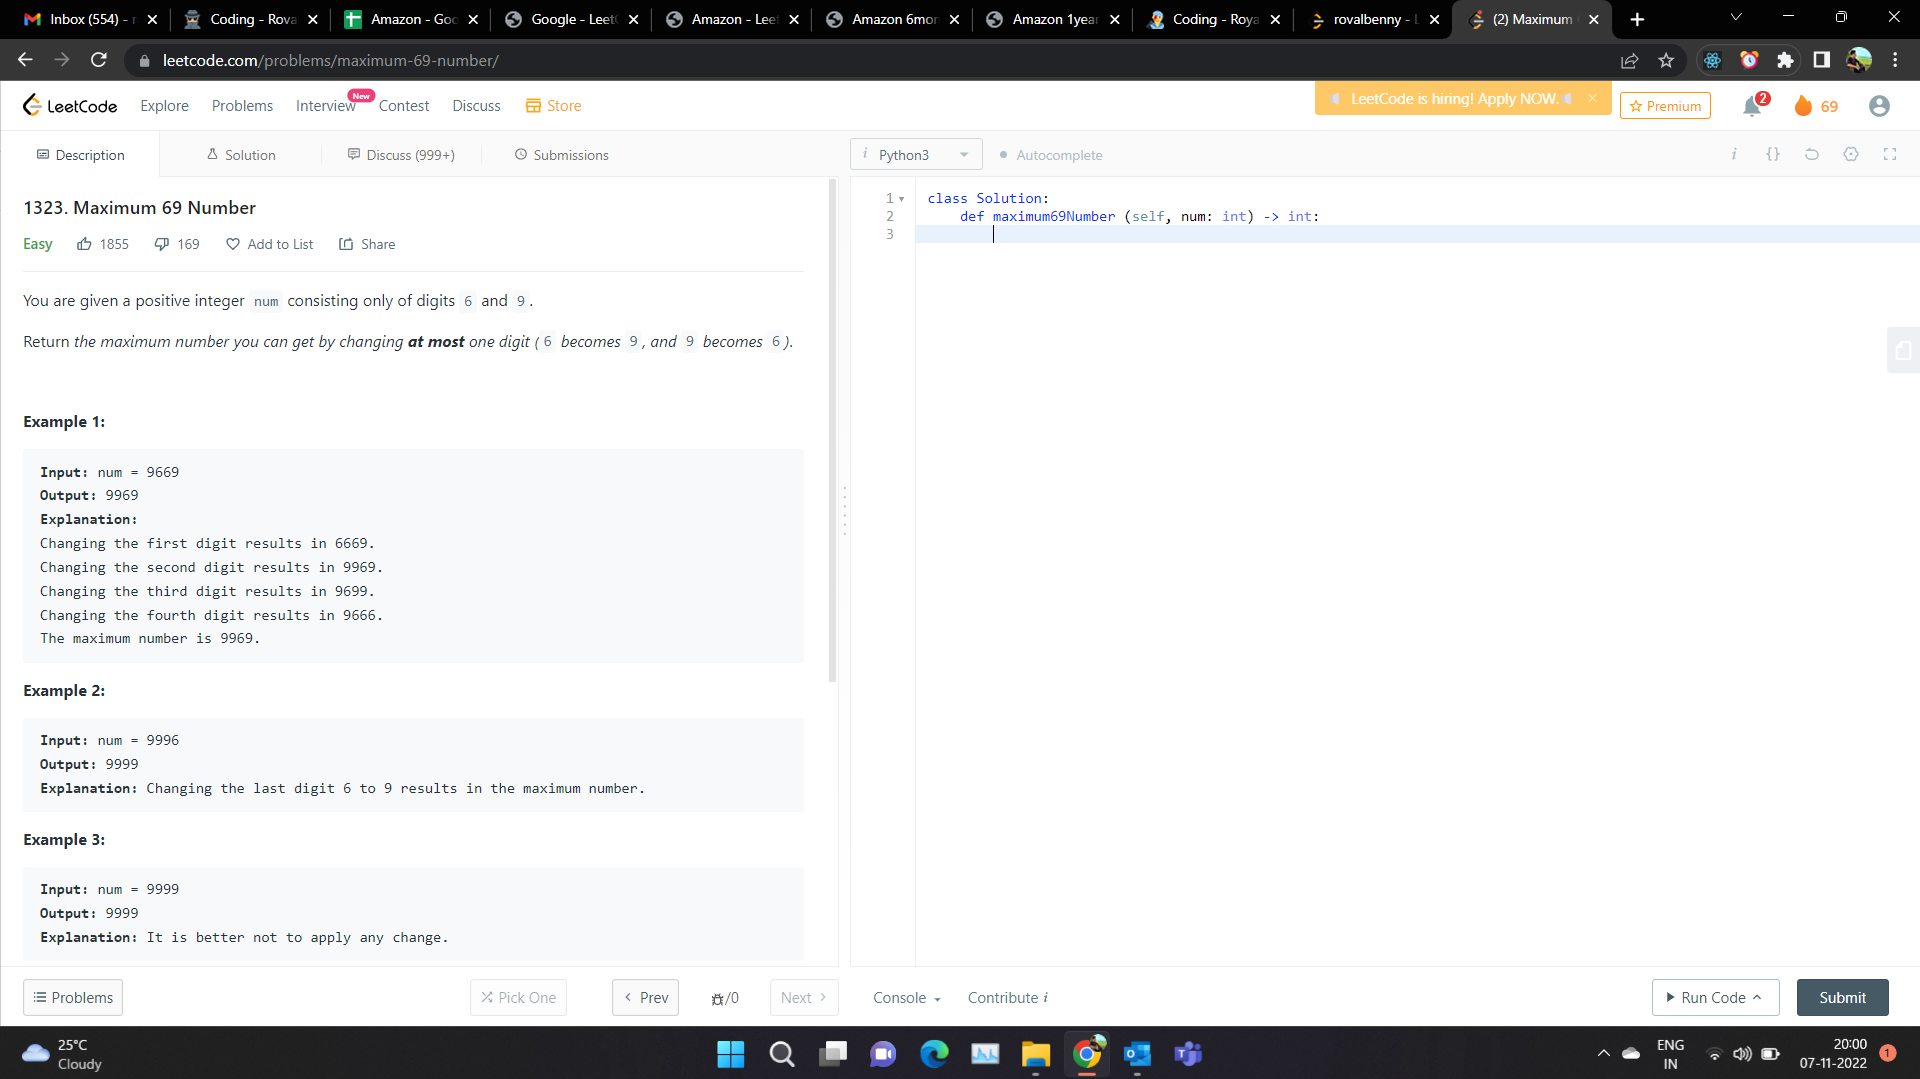 Inbox (554) -
Coding - Rova
Amazon - Goo
Google - Leet
Amazon - Leet
Amazon 6mon
Amazon 1year
Coding - Roya
rovalbenny - L
(2) Maximum
leetcode.com/problems/maximum-69-number/
LeetCode Explore Problems Interview New Contest Discuss Store
LeetCode is hiring! Apply NOW.
Premium 2 69
Description Solution Discuss (999+) Submissions
i Python3 Autocomplete i {}
1323. Maximum 69 Number
Easy 1855 169 Add to List Share
You are given a positive integer num consisting only of digits 6 and 9.
Return the maximum number you can get by changing at most one digit (6 becomes 9, and 9 becomes 6).
Example 1:
Input: num = 9669
Output: 9969
Explanation:
Changing the first digit results in 6669.
Changing the second digit results in 9969.
Changing the third digit results in 9699.
Changing the fourth digit results in 9666.
The maximum number is 9969.
Example 2:
Input: num = 9996
Output: 9999
Explanation: Changing the last digit 6 to 9 results in the maximum number.
Example 3:
Input: num = 9999
Output: 9999
Explanation: It is better not to apply any change.
1 class Solution:
2 def maximum69Number (self, num: int) -> int:
3
Problems Pick One Prev /0 Next Console Contribute i Run Code Submit
25°C
Cloudy
ENG
IN
20:00
07-11-2022
1